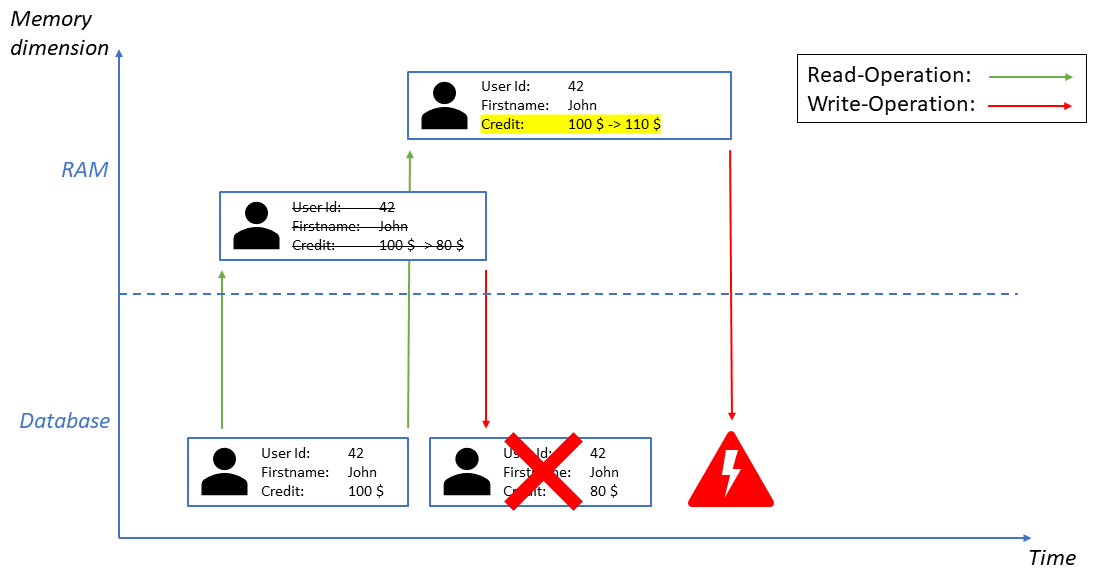 Memory
dimension
Read-Operation:
Write-Operation:
User Id: 42
Firstname: John
Credit: 100 $ -> 110 $
RAM
User Id: 42
Firstname: John
Credit: 100 $ -> 80 $
Database
User Id: 42
Firstname: John
Credit: 100 $
User Id: 42
Firstname: John
Credit: 80 $
Time